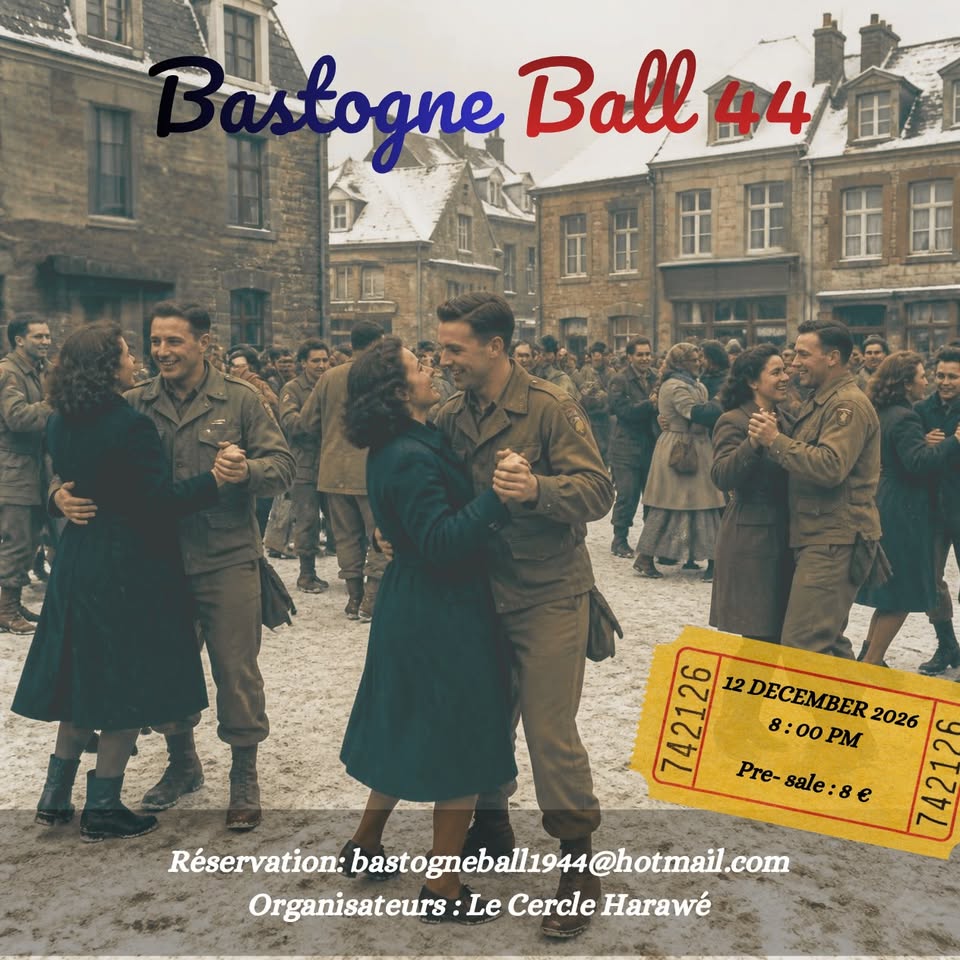 Bastogne Ball 44
742126
12 DECEMBER 2026
8 : 00 PM
Pre- sale : 8 €
742126
Réservation: bastogneball1944@hotmail.com
Organisateurs : Le Cercle Harawé